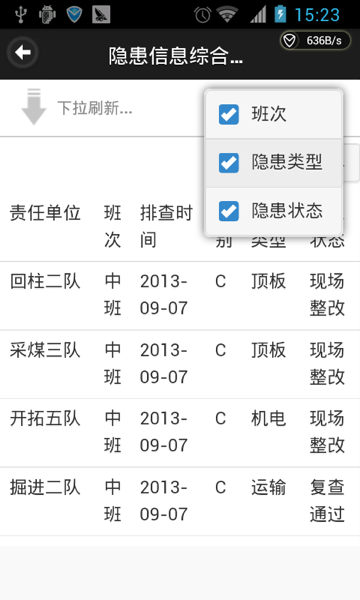 15:23
636B/s
隐患信息综合...
下拉刷新...
班次
隐患类型
隐患状态
责任单位 班次 排查时间 别 类型 状态
回柱二队 中班 2013-09-07 C 顶板 现场整改
采煤三队 中班 2013-09-07 C 顶板 现场整改
开拓五队 中班 2013-09-07 C 机电 现场整改
掘进二队 中班 2013-09-07 C 运输 复查通过